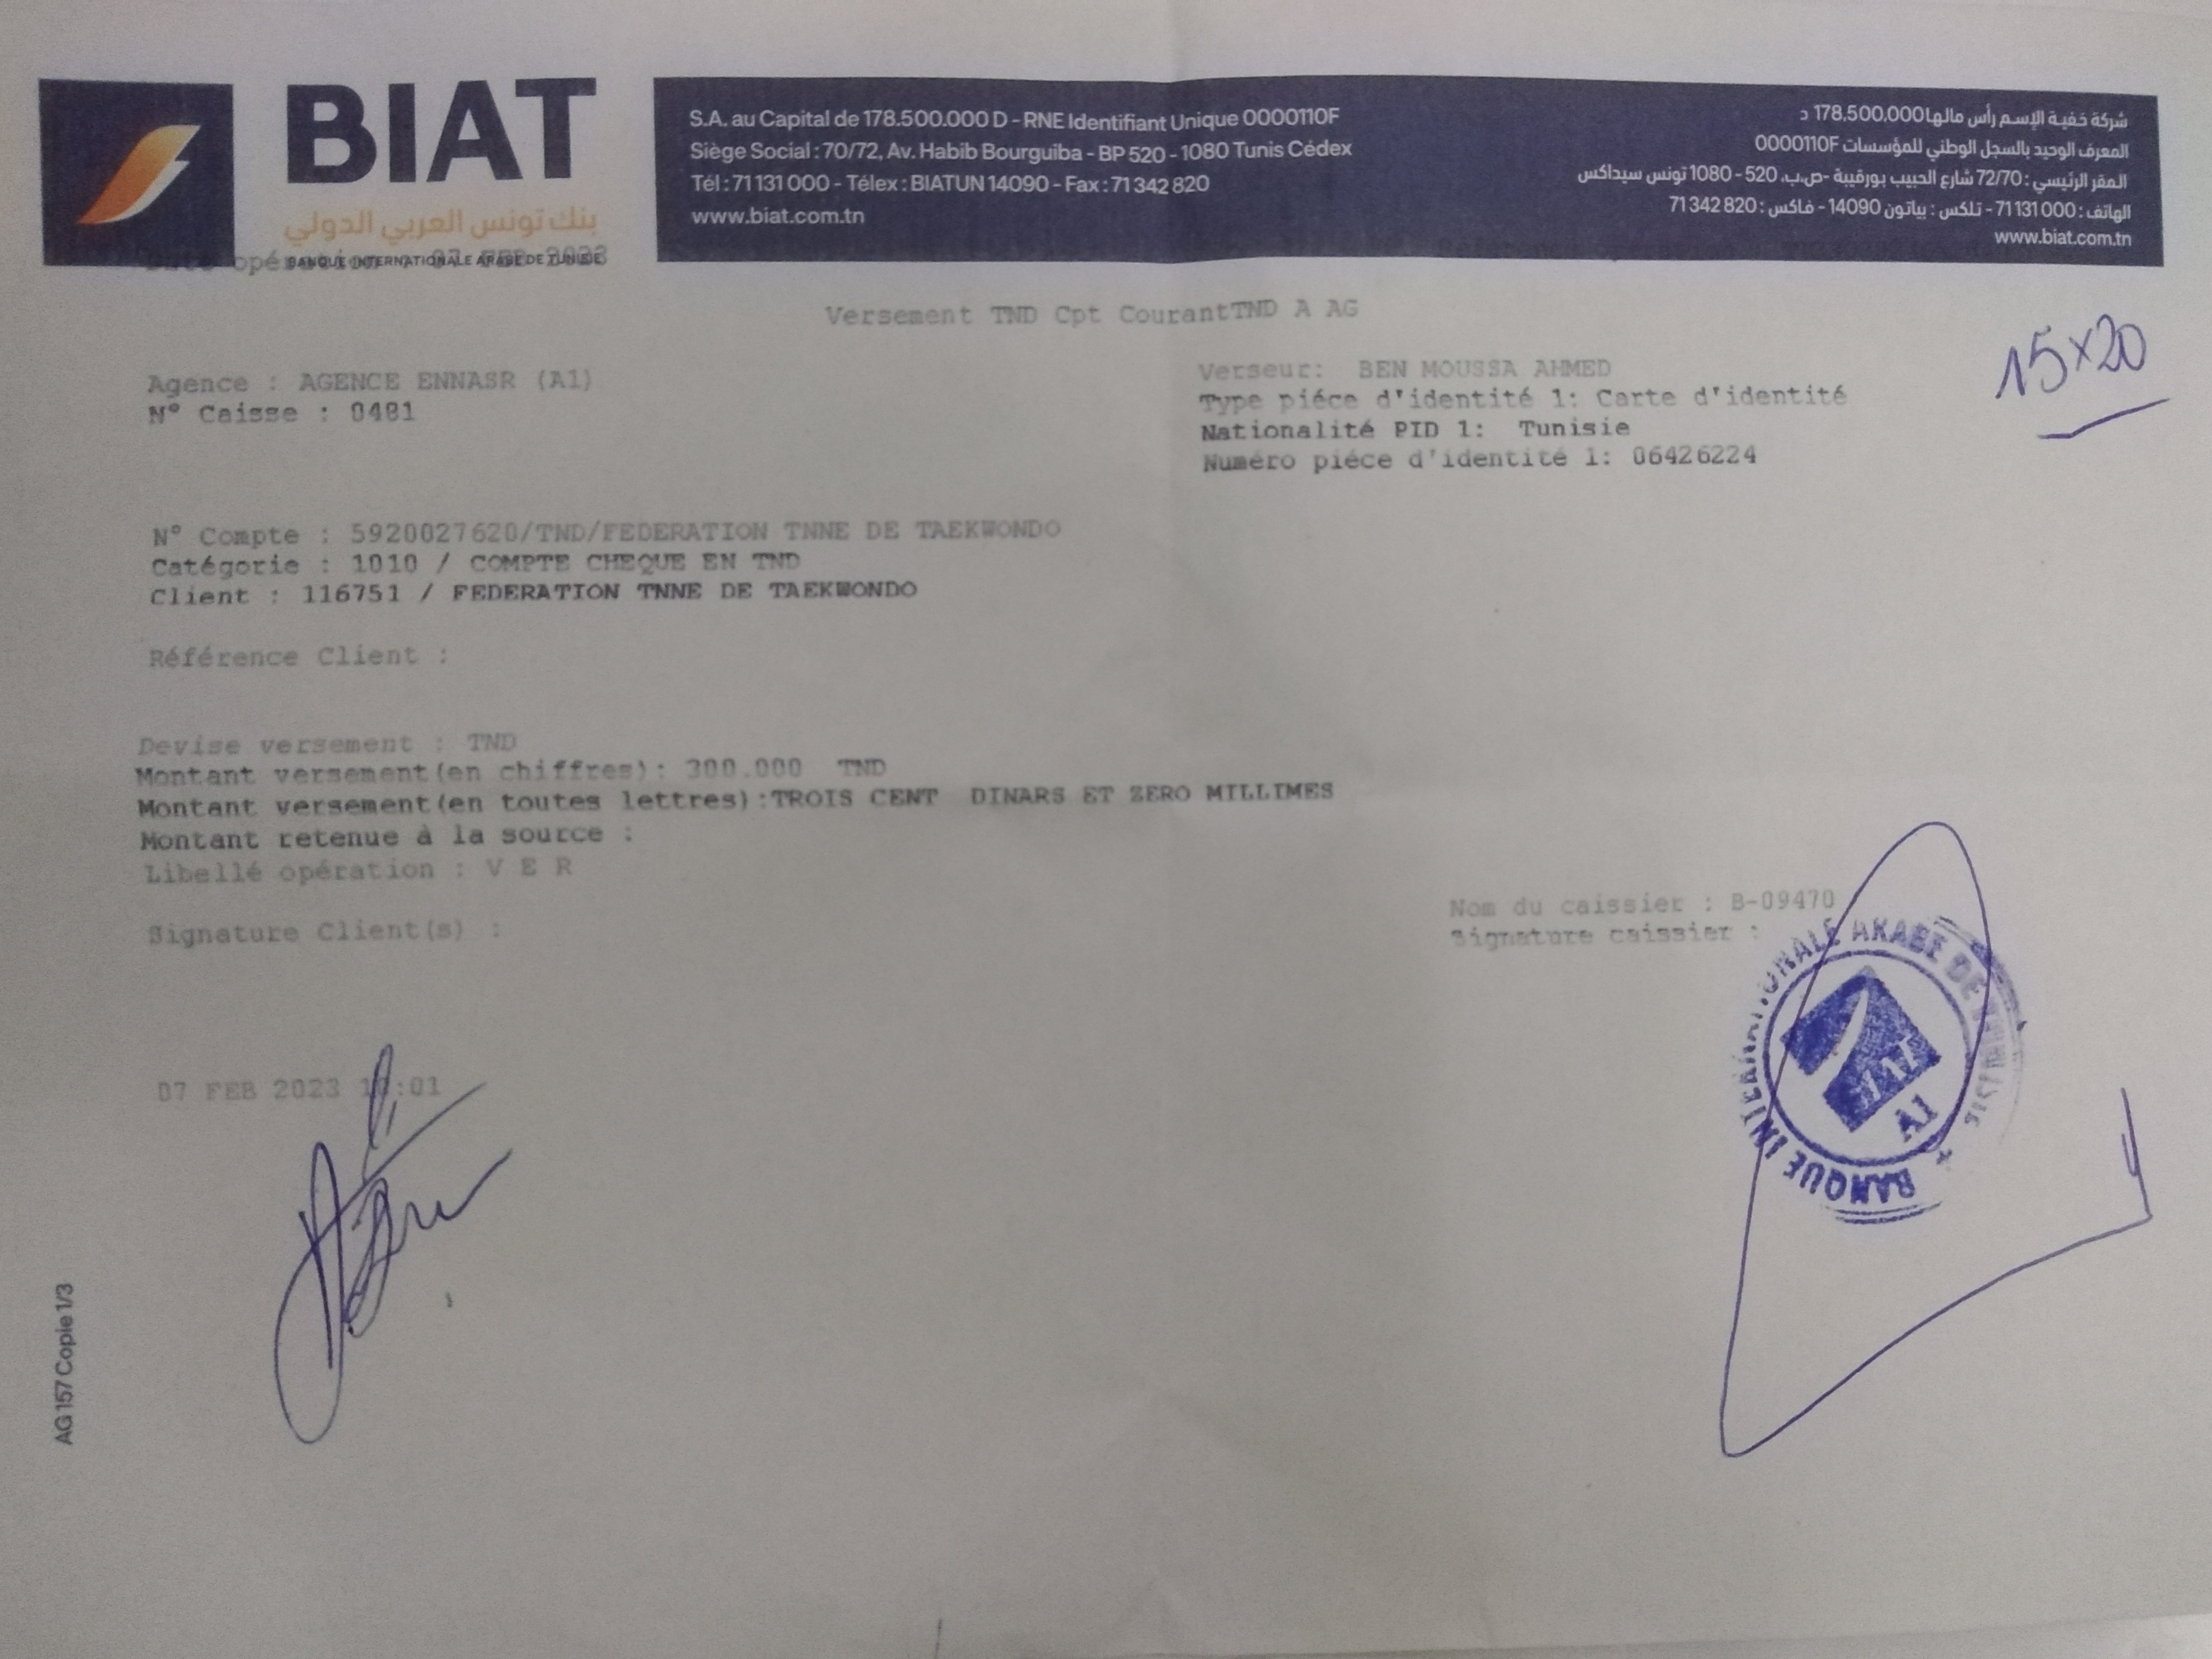 BIAT
بنك تونس العربي الدولي
BANQUE INTERNATIONALE ARABE DE TUNISIE
S.A. au Capital de 178.500.000 D - RNE Identifiant Unique 0000110F
Siège Social : 70/72, Av. Habib Bourguiba - BP 520 - 1080 Tunis Cédex
Tél : 71 131 000 - Télex : BIATUN 14090 - Fax : 71 342 820
www.biat.com.tn
شركة خفية الإسم رأس مالها 178.500.000 د
المعرف الوحيد بالسجل الوطني للمؤسسات 0000110F
المقر الرئيسي : 72/70 شارع الحبيب بورقيبة -ص.ب. 520 - 1080 تونس سيداكس
الهاتف : 71 131 000 - تلكس : بياتون 14090 - فاكس : 71 342 820
www.biat.com.tn
Versement TND Cpt CourantTND A AG
15×20
Agence : AGENCE ENNASR (A1)
N° Caisse : 0481
Verseur: BEN MOUSSA AHMED
Type piéce d'identité 1: Carte d'identité
Nationalité PID 1: Tunisie
Numéro piéce d'identité 1: 06426224
N° Compte : 5920027620/TND/FEDERATION TNNE DE TAEKWONDO
Catégorie : 1010 / COMPTE CHEQUE EN TND
Client : 116751 / FEDERATION TNNE DE TAEKWONDO
Référence Client :
Devise versement : TND
Montant versement(en chiffres): 300.000 TND
Montant versement(en toutes lettres):TROIS CENT DINARS ET ZERO MILLIMES
Montant retenue à la source :
Libellé opération : V E R
Signature Client(s) :
Nom du caissier : B-09470
Signature caissier :
BANQUE INTERNATIONALE ARABE DE TUNISIE
BIAT
A1
07 FEB 2023
AG 157 Copie 1/3